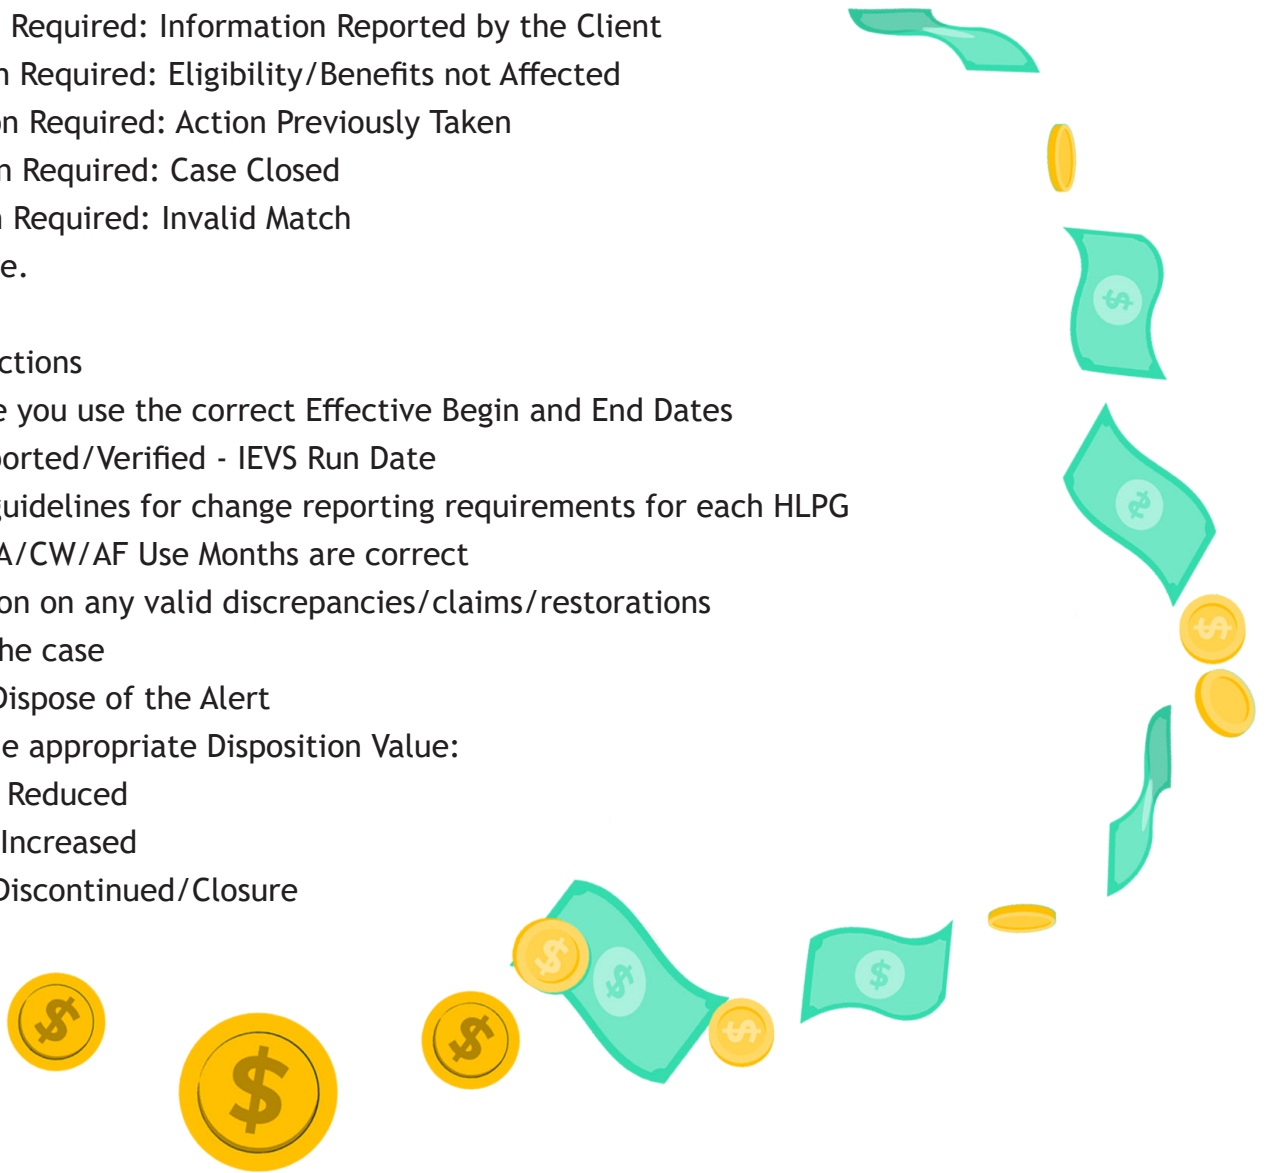 Required: Information Reported by the Client
n Required: Eligibility/Benefits not Affected
on Required: Action Previously Taken
n Required: Case Closed
n Required: Invalid Match
e.
ctions
e you use the correct Effective Begin and End Dates
ported/Verified - IEVS Run Date
guidelines for change reporting requirements for each HLPG
A/CW/AF Use Months are correct
on on any valid discrepancies/claims/restorations
he case
Dispose of the Alert
e appropriate Disposition Value:
Reduced
Increased
Discontinued/Closure